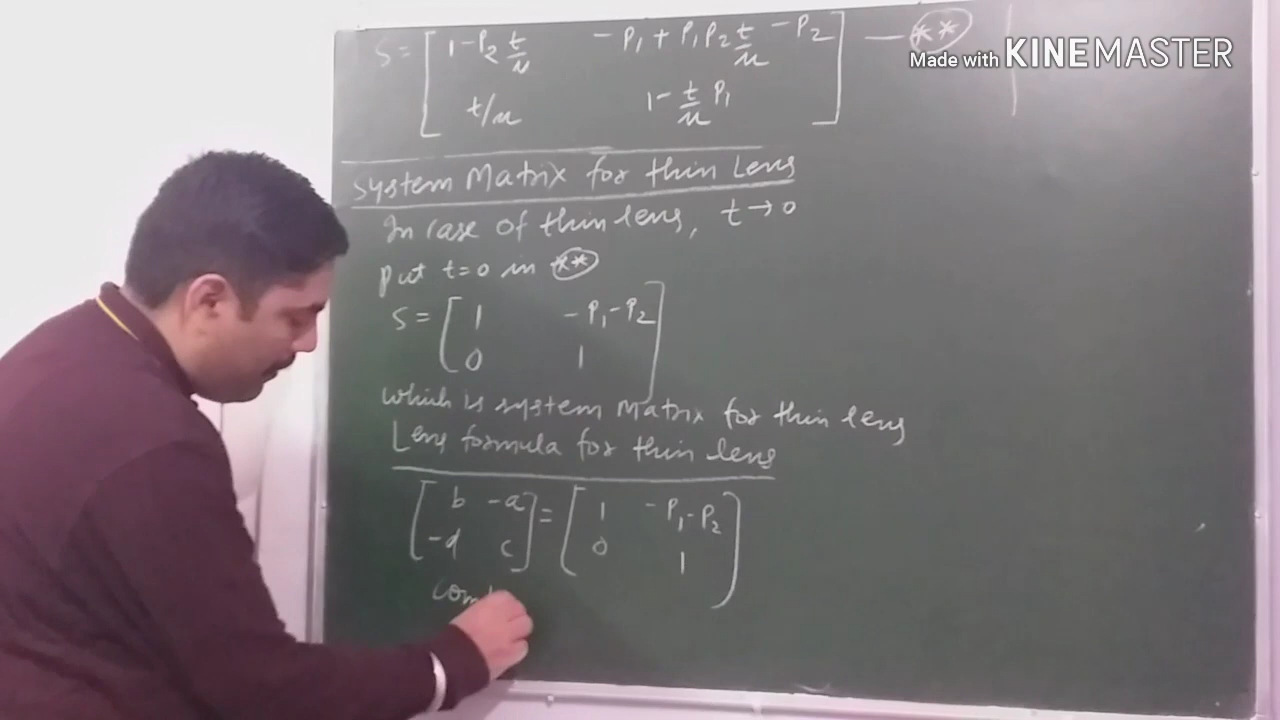 S = [ 1-P2 t/μ   -P1 + P1P2 t/μ - P2 ] — **
[ t/μ   1 - t/μ P1 ]
Made with KINEMASTER
System Matrix for thin Lens
In case of thin lens, t→0
Put t=0 in **
S = [ 1   -P1-P2 ]
[ 0   1 ]
which is system Matrix for thin lens
Lens formula for thin lens
[ b  -a ] = [ 1   -P1-P2 ]
[ -d  c ]   [ 0   1 ]